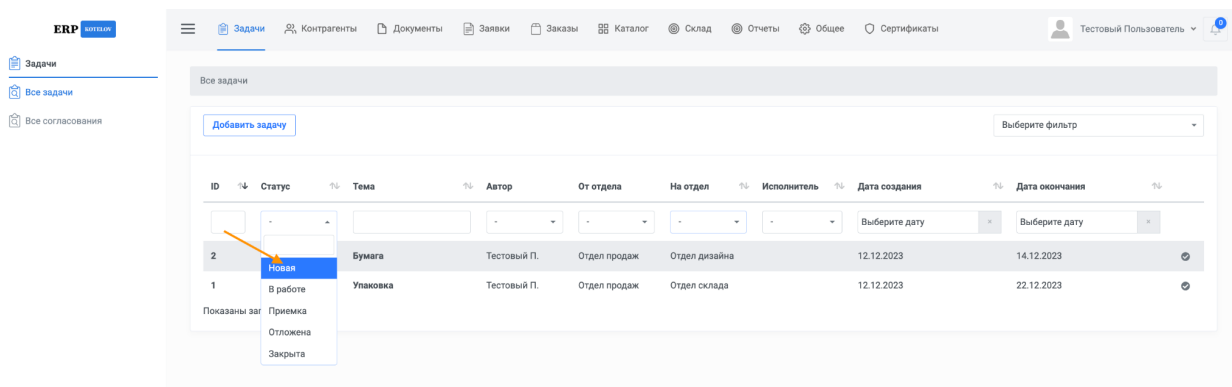 ERP KOTELOV
Задачи Контрагенты Документы Заявки Заказы Каталог Склад Отчеты Общее Сертификаты Тестовый Пользователь 0
Задачи
Все задачи
Все согласования
Все задачи
Добавить задачу Выберите фильтр
ID Статус Тема Автор От отдела На отдел Исполнитель Дата создания Дата окончания
- - - - - Выберите дату × Выберите дату ×
2 Бумага Тестовый П. Отдел продаж Отдел дизайна 12.12.2023 14.12.2023
Новая
1 Упаковка Тестовый П. Отдел продаж Отдел склада 12.12.2023 22.12.2023
В работе
Показаны заг
Приемка
Отложена
Закрыта